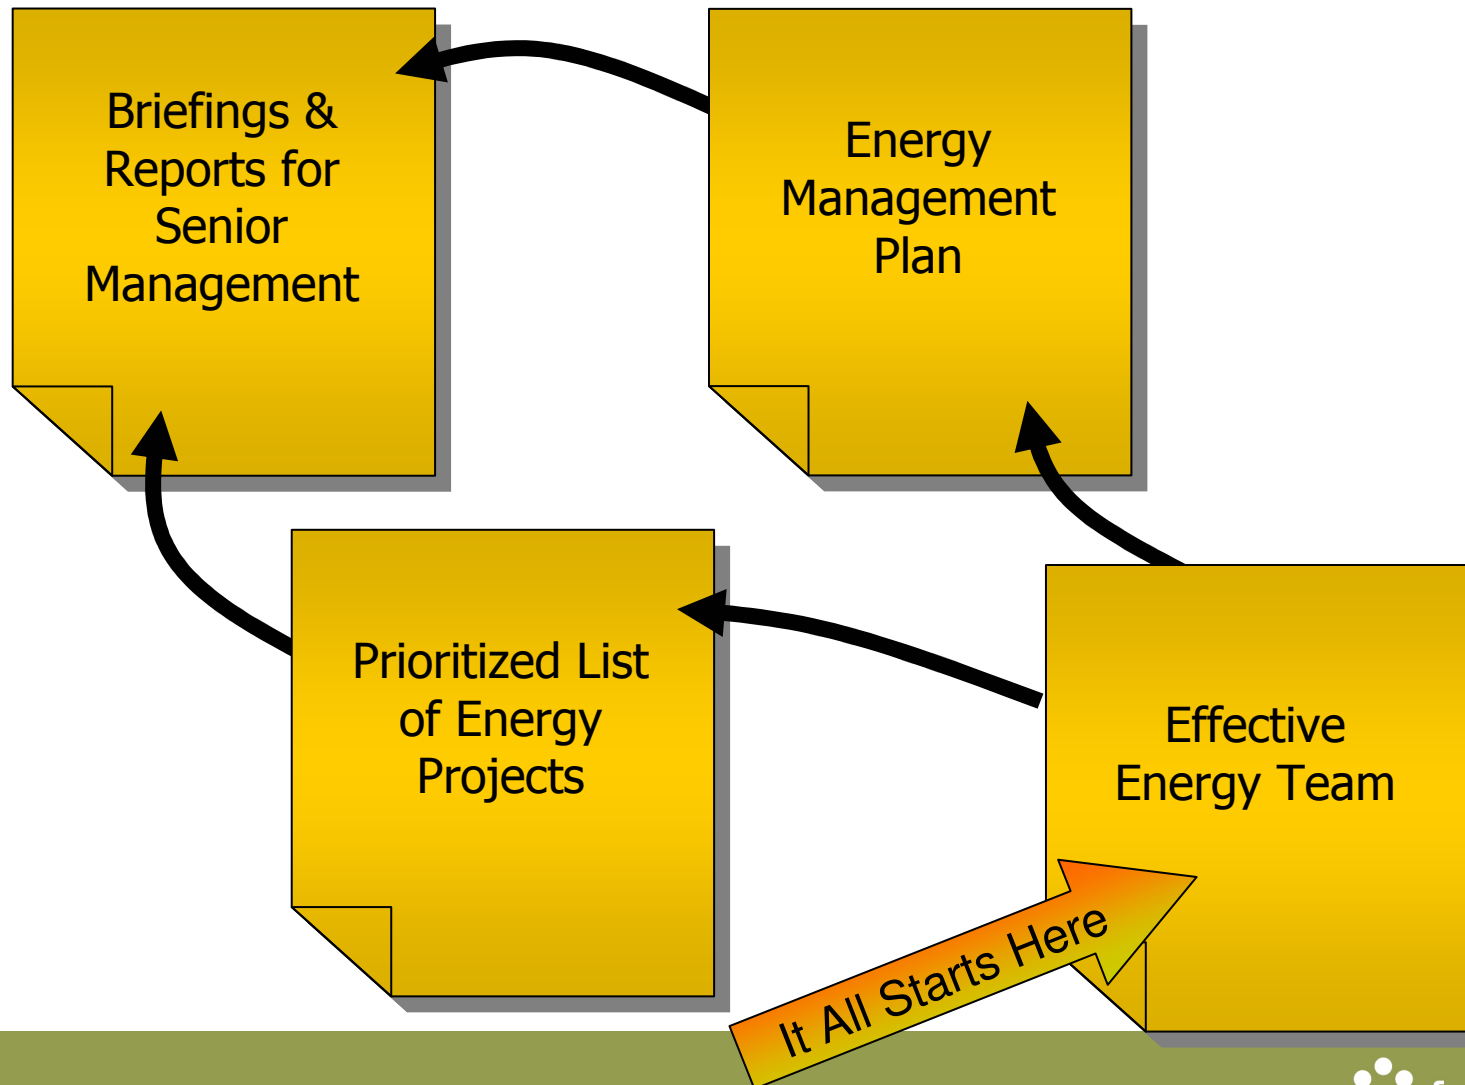 Briefings &
Reports for
Senior
Management
Energy
Management
Plan
Prioritized List
of Energy
Projects
Effective
Energy Team
It All Starts Here